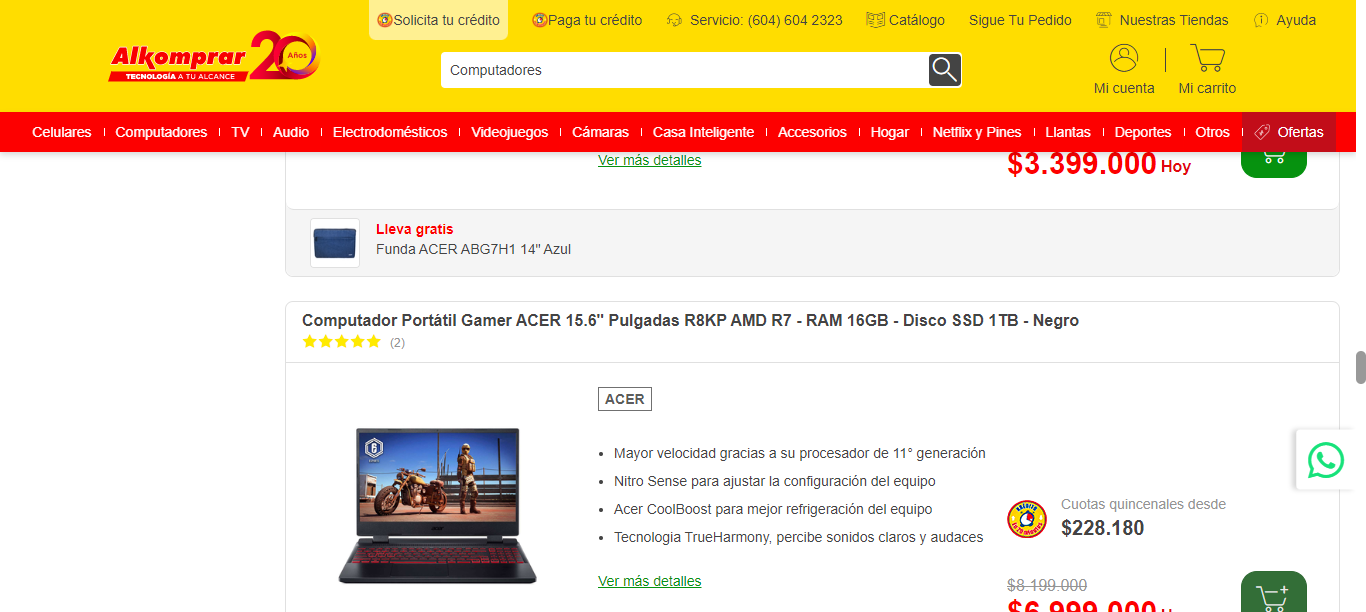 Solicita tu crédito
Paga tu crédito
Servicio: (604) 604 2323
Catálogo
Sigue Tu Pedido
Nuestras Tiendas
Ayuda
Alkomprar 20 Años
TECNOLOGÍA A TU ALCANCE
Computadores
Mi cuenta
Mi carrito
Celulares
Computadores
TV
Audio
Electrodomésticos
Videojuegos
Cámaras
Casa Inteligente
Accesorios
Hogar
Netflix y Pines
Llantas
Deportes
Otros
Ofertas
Ver más detalles
$3.399.000 Hoy
Lleva gratis
Funda ACER ABG7H1 14" Azul
Computador Portátil Gamer ACER 15.6" Pulgadas R8KP AMD R7 - RAM 16GB - Disco SSD 1TB - Negro
(2)
ACER
• Mayor velocidad gracias a su procesador de 11° generación
• Nitro Sense para ajustar la configuración del equipo
• Acer CoolBoost para mejor refrigeración del equipo
• Tecnologia TrueHarmony, percibe sonidos claros y audaces
Ver más detalles
Cuotas quincenales desde
$228.180
$8.199.000
$6.999.000